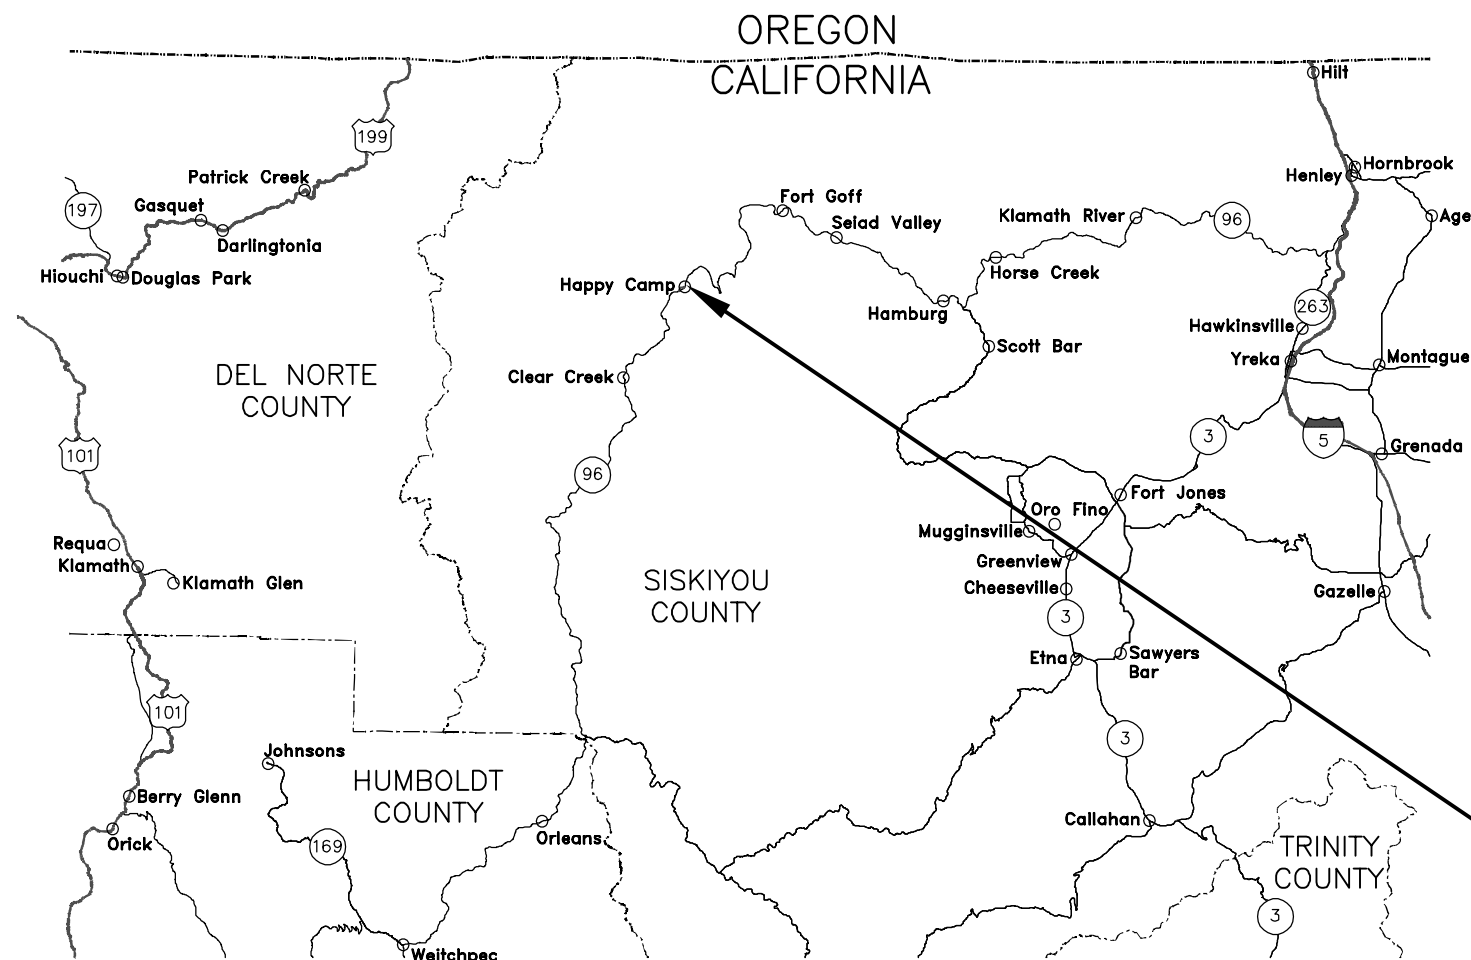 OREGON
CALIFORNIA
Hilt
199
Hornbrook
Henley
Patrick Creek
197
Gasquet
Darlingtonia
Fort Goff
Seiad Valley
Klamath River
96
Age
Hiouchi
Douglas Park
Happy Camp
Horse Creek
Hamburg
263
Hawkinsville
Scott Bar
Yreka
Montague
Clear Creek
DEL NORTE
COUNTY
101
3
5
Grenada
96
Fort Jones
Oro Fino
Mugginsville
Requa
Klamath
Greenview
Klamath Glen
SISKIYOU
COUNTY
Cheeseville
Gazelle
3
Etna
Sawyers
Bar
101
3
Johnsons
HUMBOLDT
COUNTY
Berry Glenn
Orick
169
Orleans
Callahan
TRINITY
COUNTY
3
Weitchpec